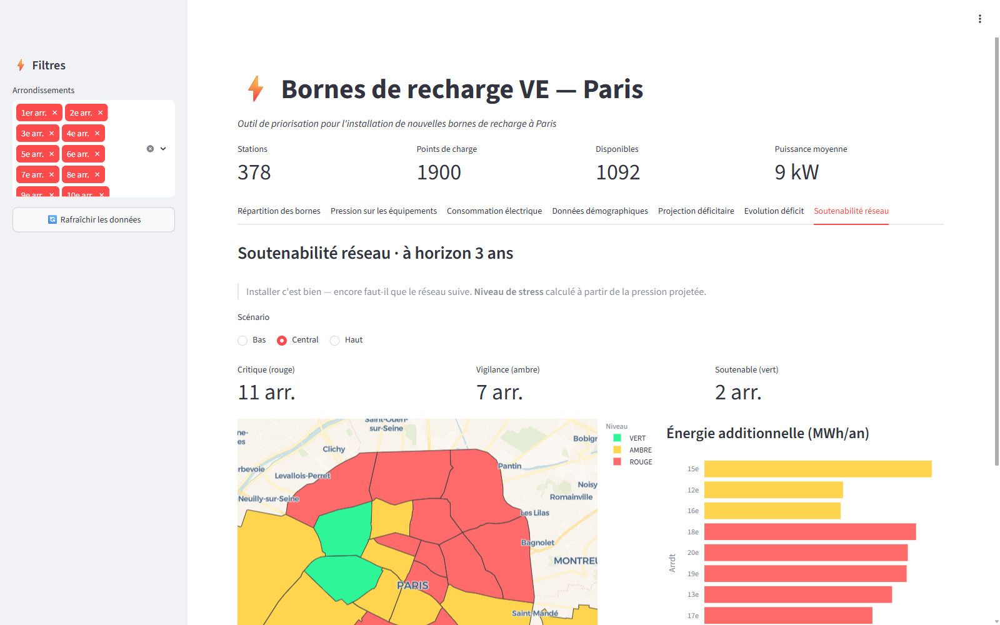 Filtres
Arrondissements
1er arr. × 2e arr. ×
3e arr. × 4e arr. ×
5e arr. × 6e arr. ×
7e arr. × 8e arr. ×
9e arr. × 10e arr. ×
Rafraîchir les données
Bornes de recharge VE — Paris
Outil de priorisation pour l'installation de nouvelles bornes de recharge à Paris
Stations Points de charge Disponibles Puissance moyenne
378 1900 1092 9 kW
Répartition des bornes Pression sur les équipements Consommation électrique Données démographiques Projection déficitaire Evolution déficit Soutenabilité réseau
Soutenabilité réseau · à horizon 3 ans
Installer c'est bien — encore faut-il que le réseau suive. Niveau de stress calculé à partir de la pression projetée.
Scénario
Bas Central Haut
Critique (rouge) Vigilance (ambre) Soutenable (vert)
11 arr. 7 arr. 2 arr.
Saint-Ouen-
sur-Seine
ne-
es
Clichy
Bobigr
rbevoie
Pantin
Levallois-Perret
Noisy
Neuilly-sur-Seine
Romainville
Les Lilas
Bagnolet
MONTREU
PARIS
Saint-Mandé
Niveau
VERT
AMBRE
ROUGE
Énergie additionnelle (MWh/an)
Arrdt
15e
12e
16e
18e
20e
19e
13e
17e